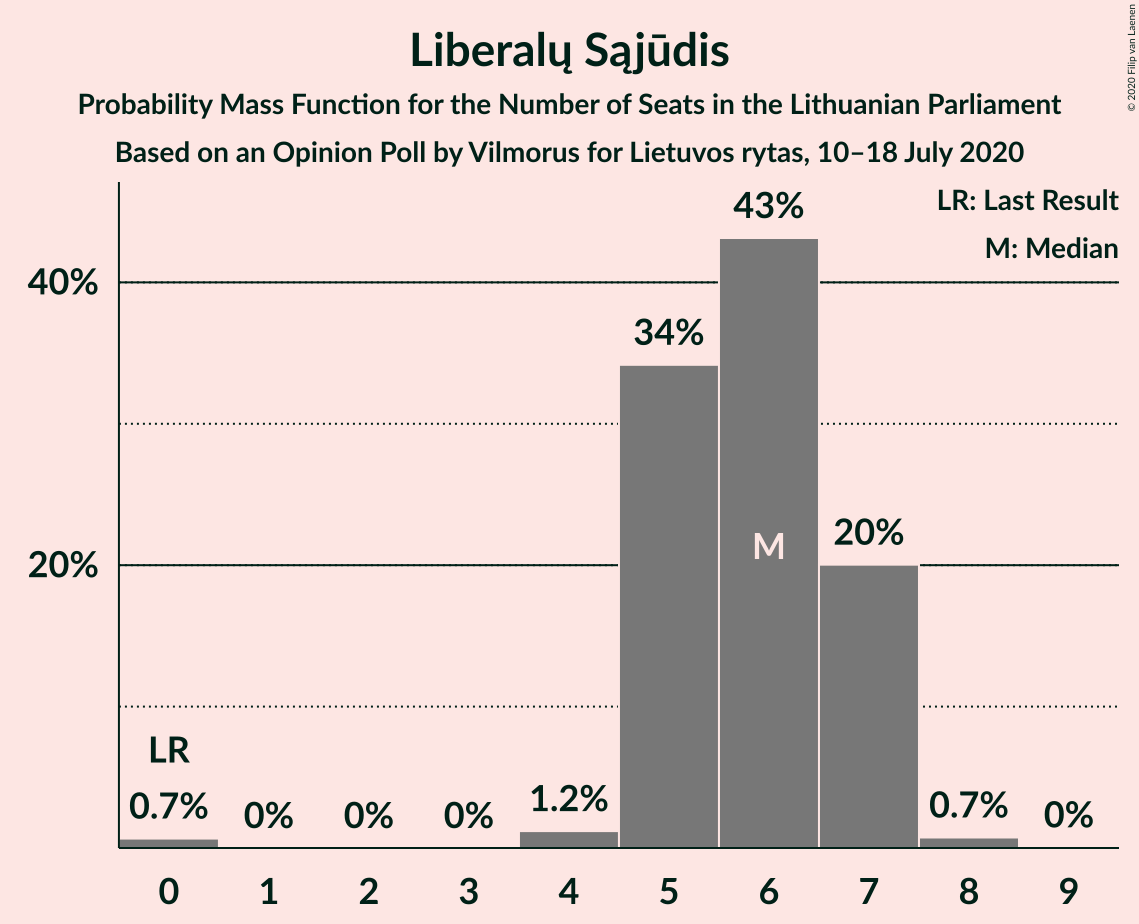 Liberalų Sąjūdis
Probability Mass Function for the Number of Seats in the Lithuanian Parliament
Based on an Opinion Poll by Vilmorus for Lietuvos rytas, 10–18 July 2020
© 2020 Filip van Laenen
LR: Last Result
M: Median
43%
40%
34%
M
20%
20%
LR
0.7%
0%
0%
0%
1.2%
0.7%
0%
0 1 2 3 4 5 6 7 8 9